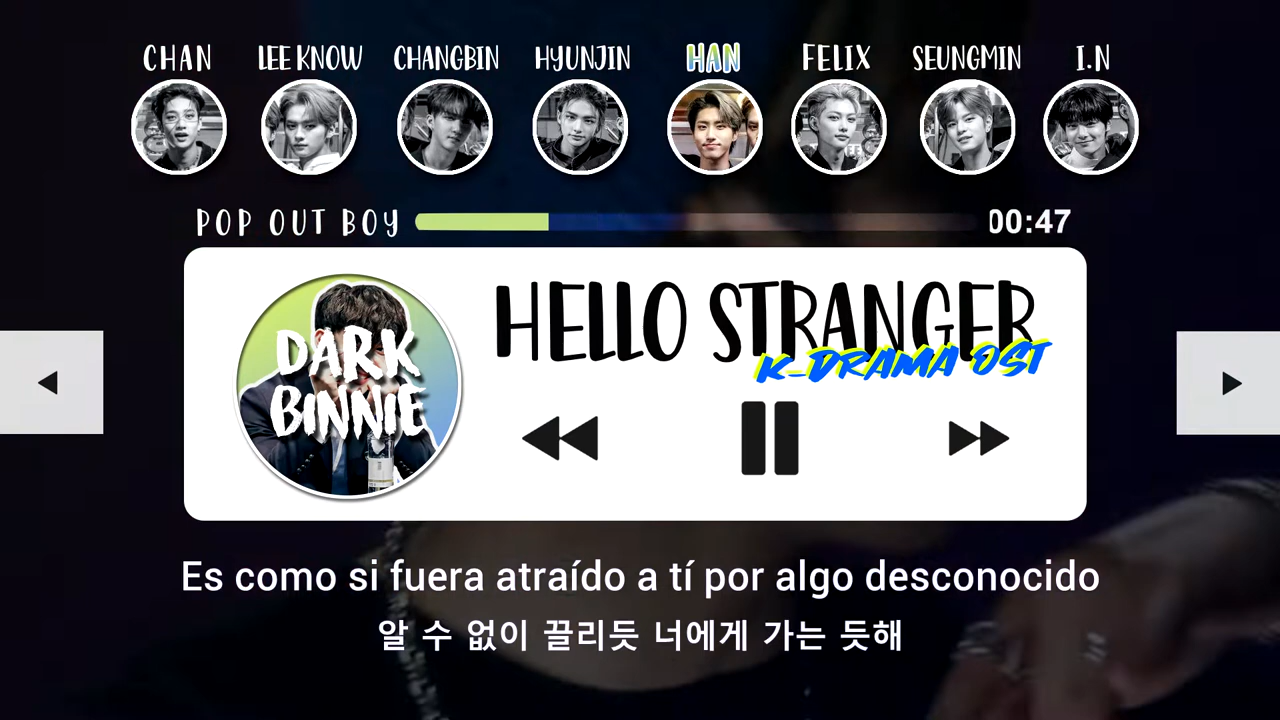 CHAN LEE KNOW CHANGBIN HYUNJIN HAN FELIX SEUNGMIN I.N
POP OUT BOY 00:47
HELLO STRANGER
K-DRAMA OST
DARK
BINNIE
Es como si fuera atraído a tí por algo desconocido
알 수 없이 끌리듯 너에게 가는 듯해